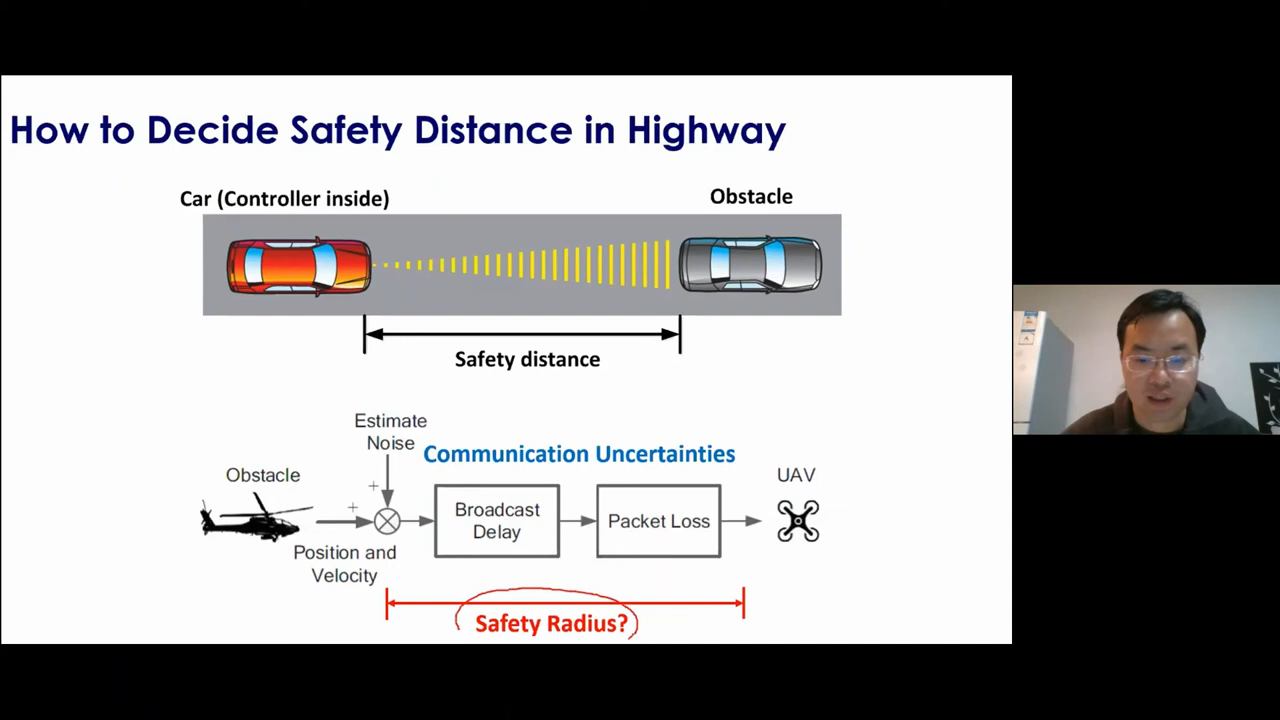 How to Decide Safety Distance in Highway
Car (Controller inside)
Obstacle
Safety distance
Estimate
Noise
Communication Uncertainties
Obstacle
UAV
+
+
Broadcast
Delay
Packet Loss
Position and
Velocity
Safety Radius?